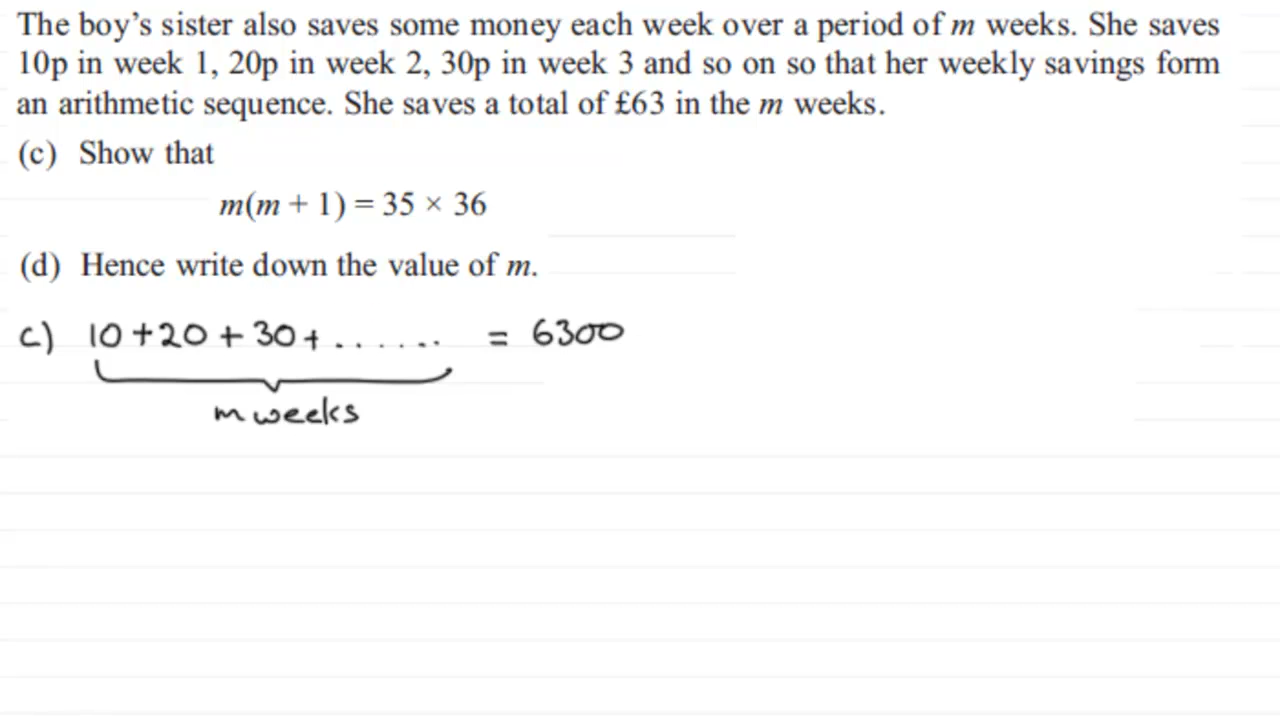 The boy's sister also saves some money each week over a period of m weeks. She saves
10p in week 1, 20p in week 2, 30p in week 3 and so on so that her weekly savings form
an arithmetic sequence. She saves a total of £63 in the m weeks.
(c) Show that
m(m + 1) = 35 × 36
(d) Hence write down the value of m.
c) 10+20+30+...... = 6300
m weeks